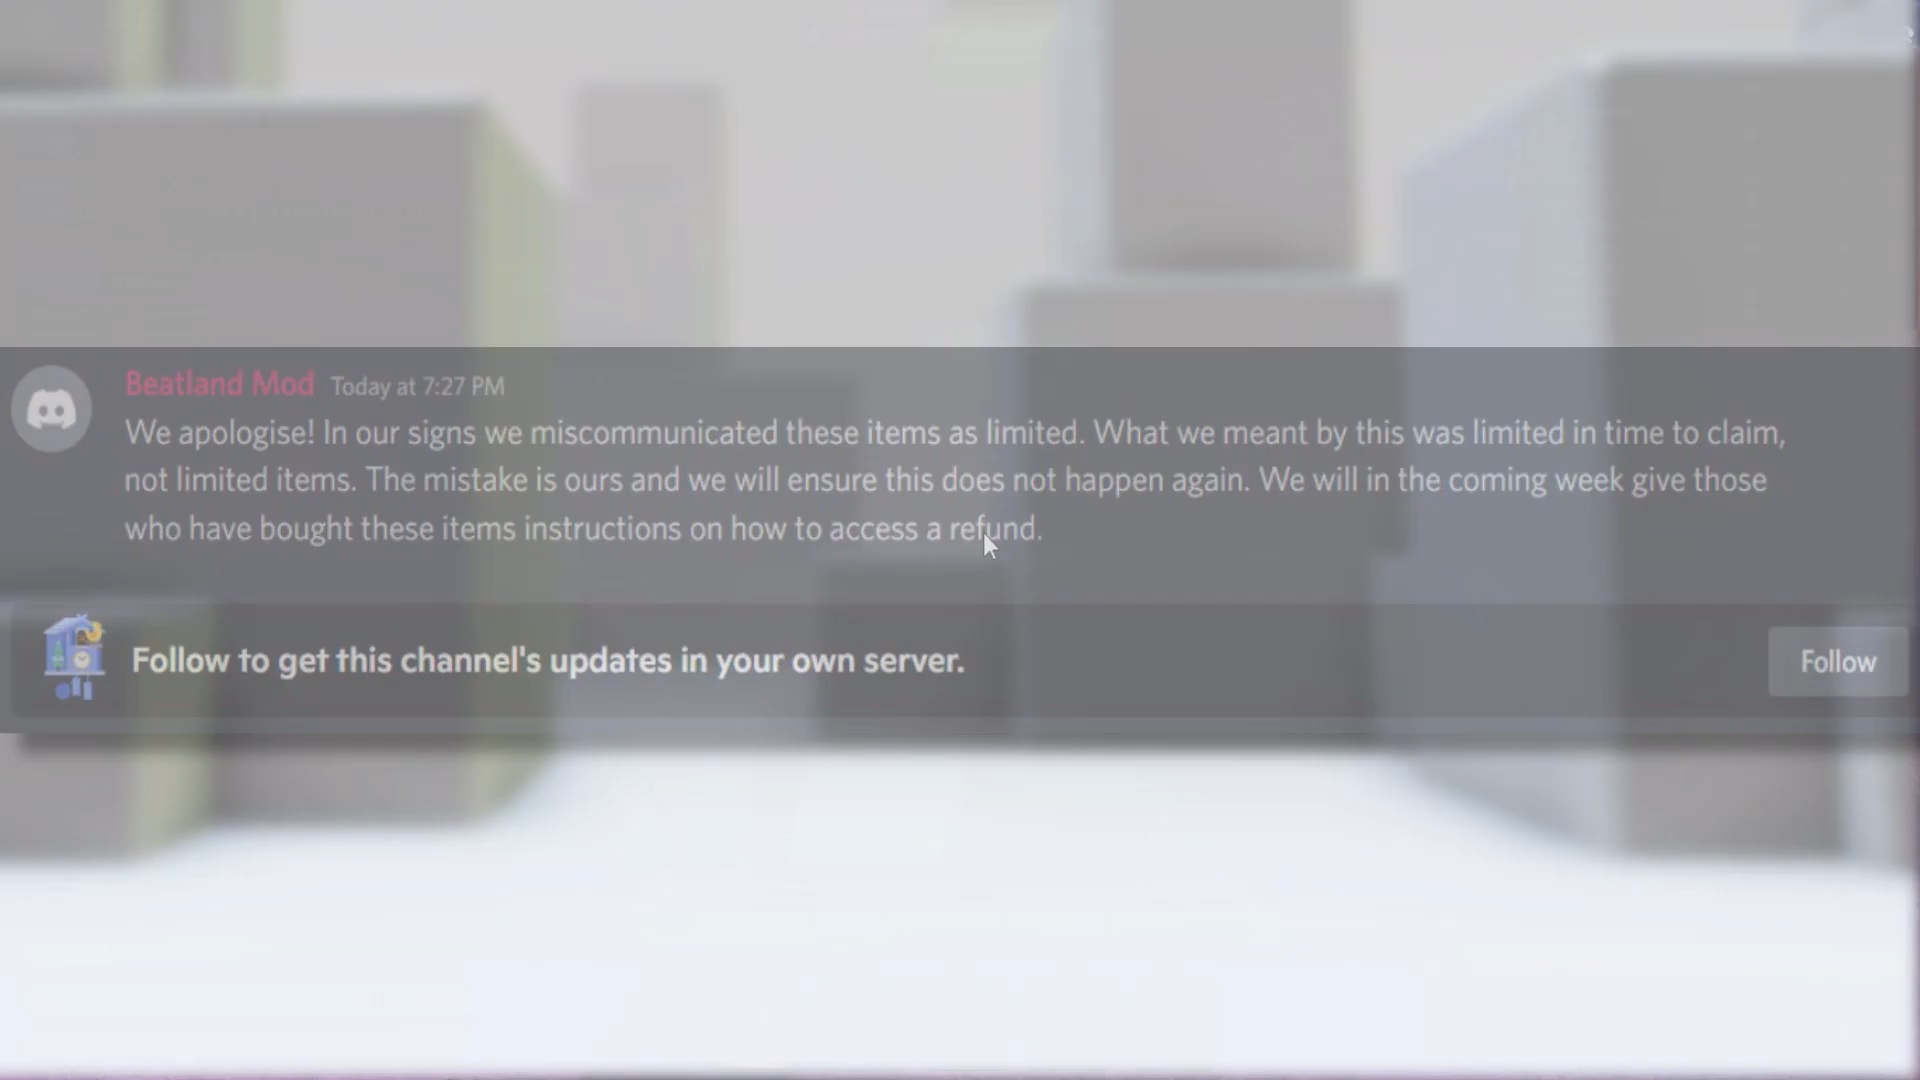 Beatland Mod Today at 7:27 PM
We apologise! In our signs we miscommunicated these items as limited. What we meant by this was limited in time to claim,
not limited items. The mistake is ours and we will ensure this does not happen again. We will in the coming week give those
who have bought these items instructions on how to access a refund.
Follow to get this channel's updates in your own server.
Follow